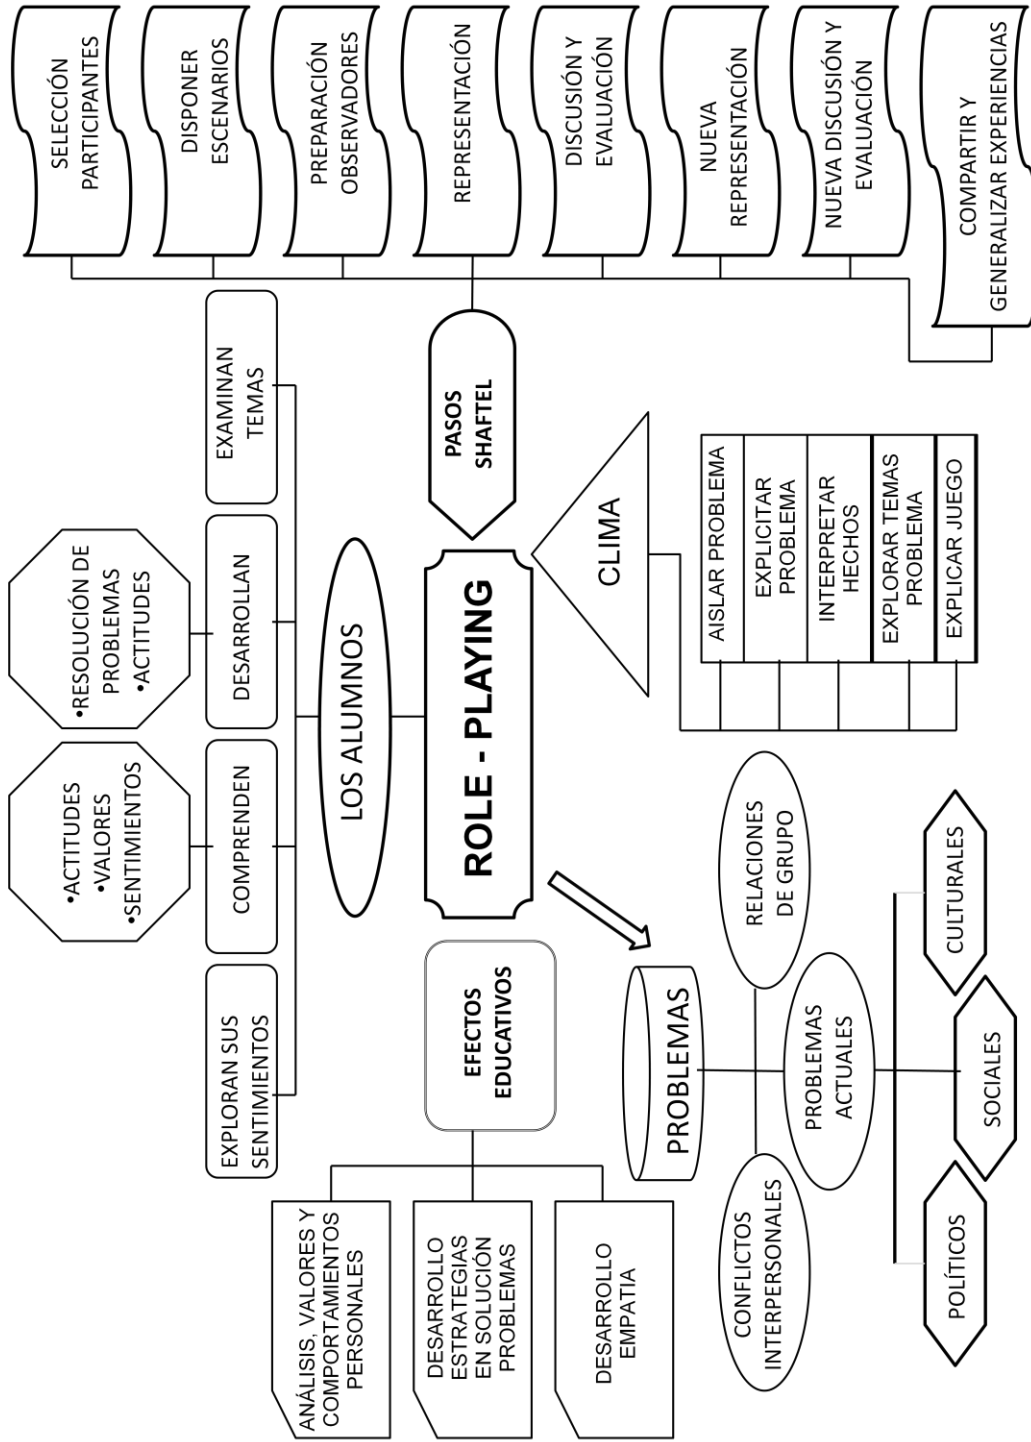 •ACTITUDES
•VALORES
•SENTIMIENTOS
•RESOLUCIÓN DE
PROBLEMAS
•ACTITUDES
EXPLORAN SUS
SENTIMIENTOS
COMPRENDEN
DESARROLLAN
EXAMINAN
TEMAS
LOS ALUMNOS
ANÁLISIS, VALORES Y
COMPORTAMIENTOS
PERSONALES
DESARROLLO
ESTRATEGIAS
EN SOLUCIÓN
PROBLEMAS
DESARROLLO
EMPATIA
EFECTOS
EDUCATIVOS
ROLE - PLAYING
PASOS
SHAFTEL
SELECCIÓN
PARTICIPANTES
DISPONER
ESCENARIOS
PREPARACIÓN
OBSERVADORES
REPRESENTACIÓN
DISCUSIÓN Y
EVALUACIÓN
NUEVA
REPRESENTACIÓN
NUEVA DISCUSIÓN Y
EVALUACIÓN
COMPARTIR Y
GENERALIZAR EXPERIENCIAS
PROBLEMAS
CONFLICTOS
INTERPERSONALES
PROBLEMAS
ACTUALES
RELACIONES
DE GRUPO
POLÍTICOS
SOCIALES
CULTURALES
CLIMA
AISLAR PROBLEMA
EXPLICITAR
PROBLEMA
INTERPRETAR
HECHOS
EXPLORAR TEMAS
PROBLEMA
EXPLICAR JUEGO